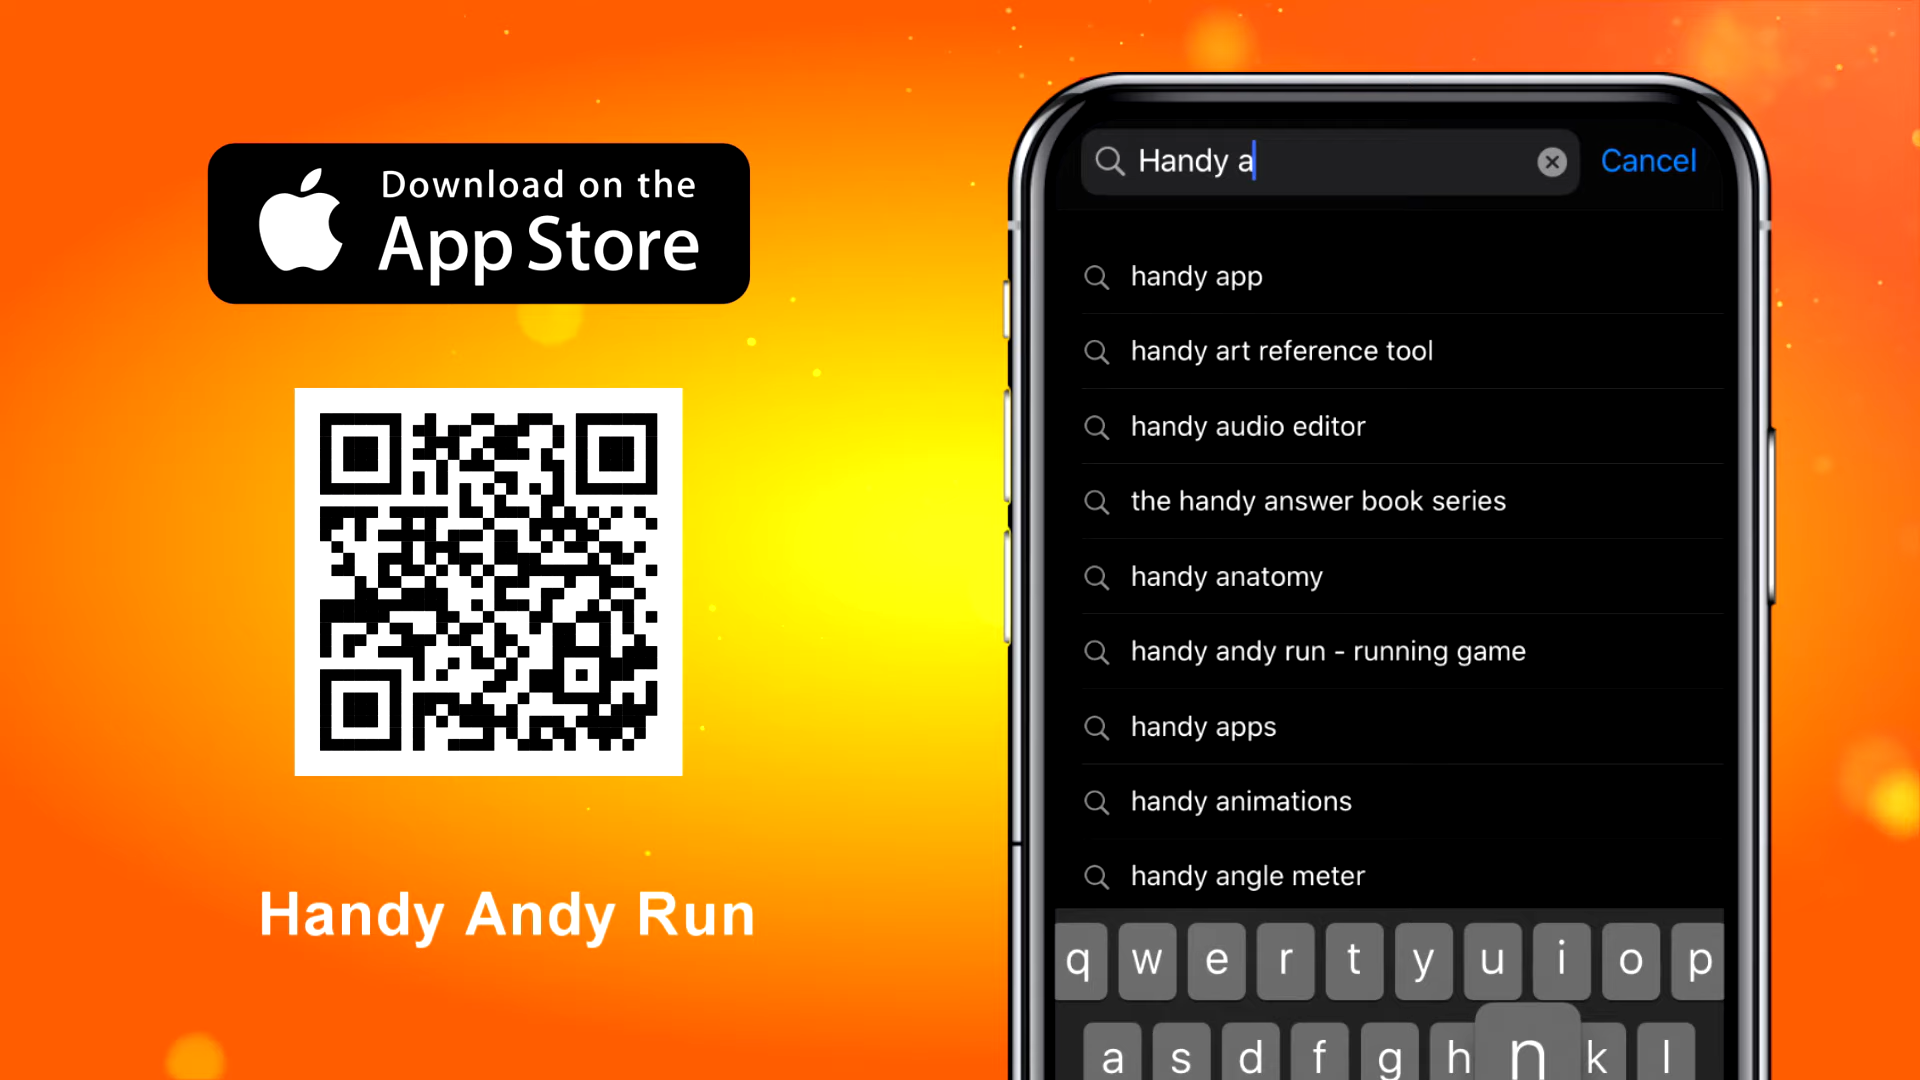 Download on the
App Store
Handy Andy Run
Handy a
Cancel
handy app
handy art reference tool
handy audio editor
the handy answer book series
handy anatomy
handy andy run - running game
handy apps
handy animations
handy angle meter
q w e r t y u i o p
a s d f g h n k l